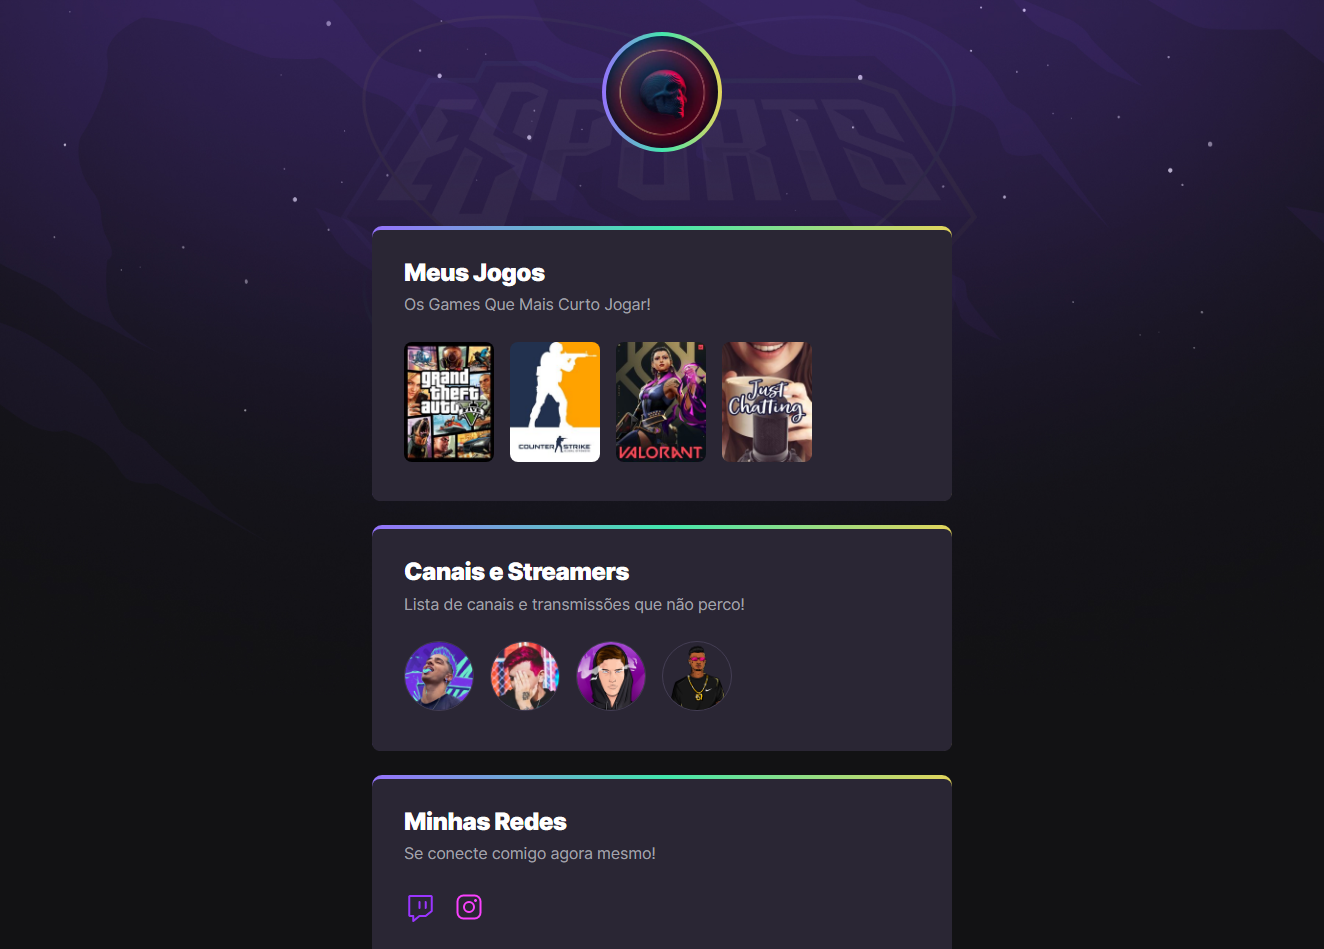 ESPORTS
Meus Jogos
Os Games Que Mais Curto Jogar!
grand
theft
auto
V
COUNTER STRIKE
VALORANT
Just
Chatting
Canais e Streamers
Lista de canais e transmissões que não perco!
Minhas Redes
Se conecte comigo agora mesmo!